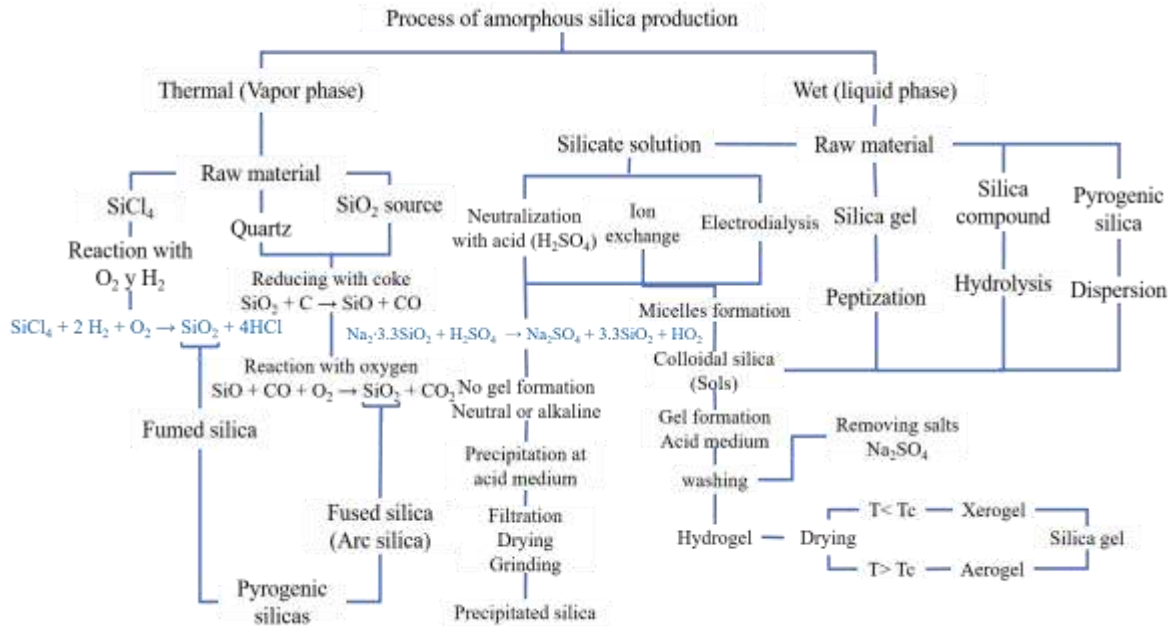 Process of amorphous silica production
Thermal (Vapor phase)
Wet (liquid phase)
Silicate solution
Raw material
Raw material
SiCl₄
Quartz
SiO₂ source
Reaction with
O₂ y H₂
Reducing with coke
SiO₂ + C → SiO + CO
SiCl₄ + 2 H₂ + O₂ → SiO₂ + 4HCl
Reaction with oxygen
SiO + CO + O₂ → SiO₂ + CO₂
Fumed silica
Fused silica
(Arc silica)
Pyrogenic
silicas
Neutralization
with acid (H₂SO₄)
Ion
exchange
Electrodialysis
Silica gel
Silica
compound
Pyrogenic
silica
Peptization
Hydrolysis
Dispersion
Micelles formation
Na₂·3.3SiO₂ + H₂SO₄ → Na₂SO₄ + 3.3SiO₂ + HO₂
Colloidal silica
(Sols)
No gel formation
Neutral or alkaline
Gel formation
Acid medium
Removing salts
Na₂SO₄
Precipitation at
acid medium
washing
Filtration
Drying
Grinding
Hydrogel
Drying
T< Tc
Xerogel
Silica gel
T> Tc
Aerogel
Precipitated silica